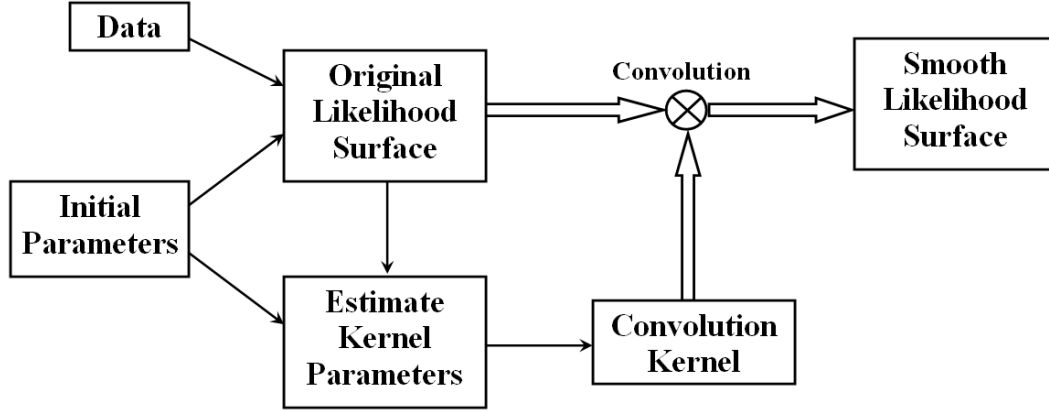 Data
Original
Likelihood
Surface
Convolution
Smooth
Likelihood
Surface
Initial
Parameters
Estimate
Kernel
Parameters
Convolution
Kernel